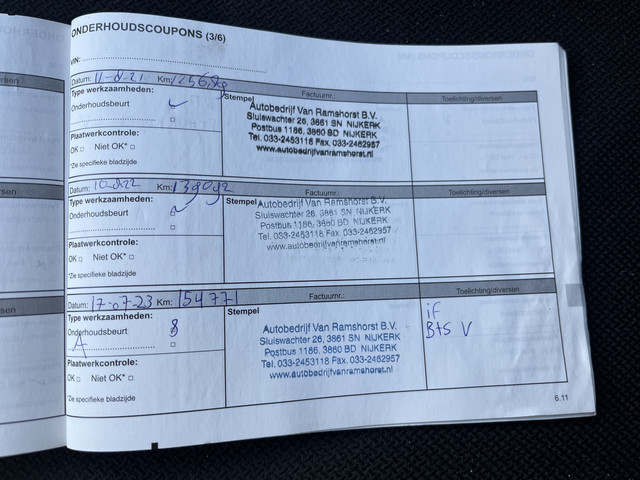 ONDERHOUDSCOUPONS (3/6)
VIN:
Datum: 11-8-21 Km:
Factuurnr.: Toelichting/diversen
Type werkzaamheden:
Onderhoudsbeurt ✓
Plaatwerkcontrole:
OK □ Niet OK* □
*Zie specifieke bladzijde
Stempel
Autobedrijf Van Ramshorst B.V.
Sluiswachter 26, 3861 SN NIJKERK
Postbus 1186, 3860 BD NIJKERK
Tel. 033-2453118 Fax. 033-2462957
www.autobedrijfvanramshorst.nl
Datum: Km: 139092
Factuurnr.: Toelichting/diversen
Type werkzaamheden:
Onderhoudsbeurt ✓
Plaatwerkcontrole:
OK □ Niet OK* □
*Zie specifieke bladzijde
Stempel
Autobedrijf Van Ramshorst B.V.
Sluiswachter 26, 3861 SN NIJKERK
Postbus 1186, 3860 BD NIJKERK
Tel. 033-2453118 Fax. 033-2462957
www.autobedrijfvanramshorst.nl
Datum: 17-07-23 Km: 154771
Factuurnr.: Toelichting/diversen
Type werkzaamheden:
Onderhoudsbeurt
A
Plaatwerkcontrole:
OK □ Niet OK* □
*Zie specifieke bladzijde
Stempel
Autobedrijf Van Ramshorst B.V.
Sluiswachter 26, 3861 SN NIJKERK
Postbus 1186, 3860 BD NIJKERK
Tel. 033-2453118 Fax. 033-2462957
www.autobedrijfvanramshorst.nl
if
B+S V
6.11